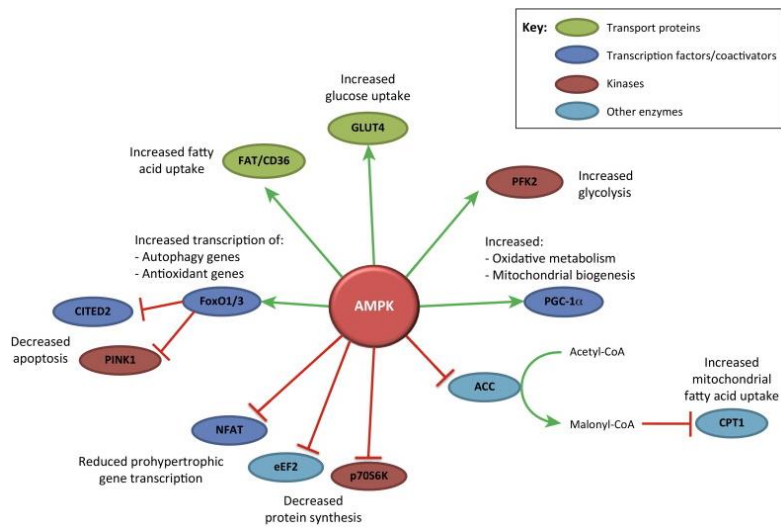 Key:
Transport proteins
Transcription factors/coactivators
Kinases
Other enzymes
Increased
glucose uptake
GLUT4
Increased fatty
acid uptake
FAT/CD36
PFK2
Increased
glycolysis
Increased transcription of:
- Autophagy genes
- Antioxidant genes
Increased:
- Oxidative metabolism
- Mitochondrial biogenesis
CITED2
FoxO1/3
AMPK
PGC-1α
Decreased
apoptosis
PINK1
Acetyl-CoA
ACC
Malonyl-CoA
Increased
mitochondrial
fatty acid uptake
CPT1
NFAT
Reduced prohypertrophic
gene transcription
eEF2
p70S6K
Decreased
protein synthesis